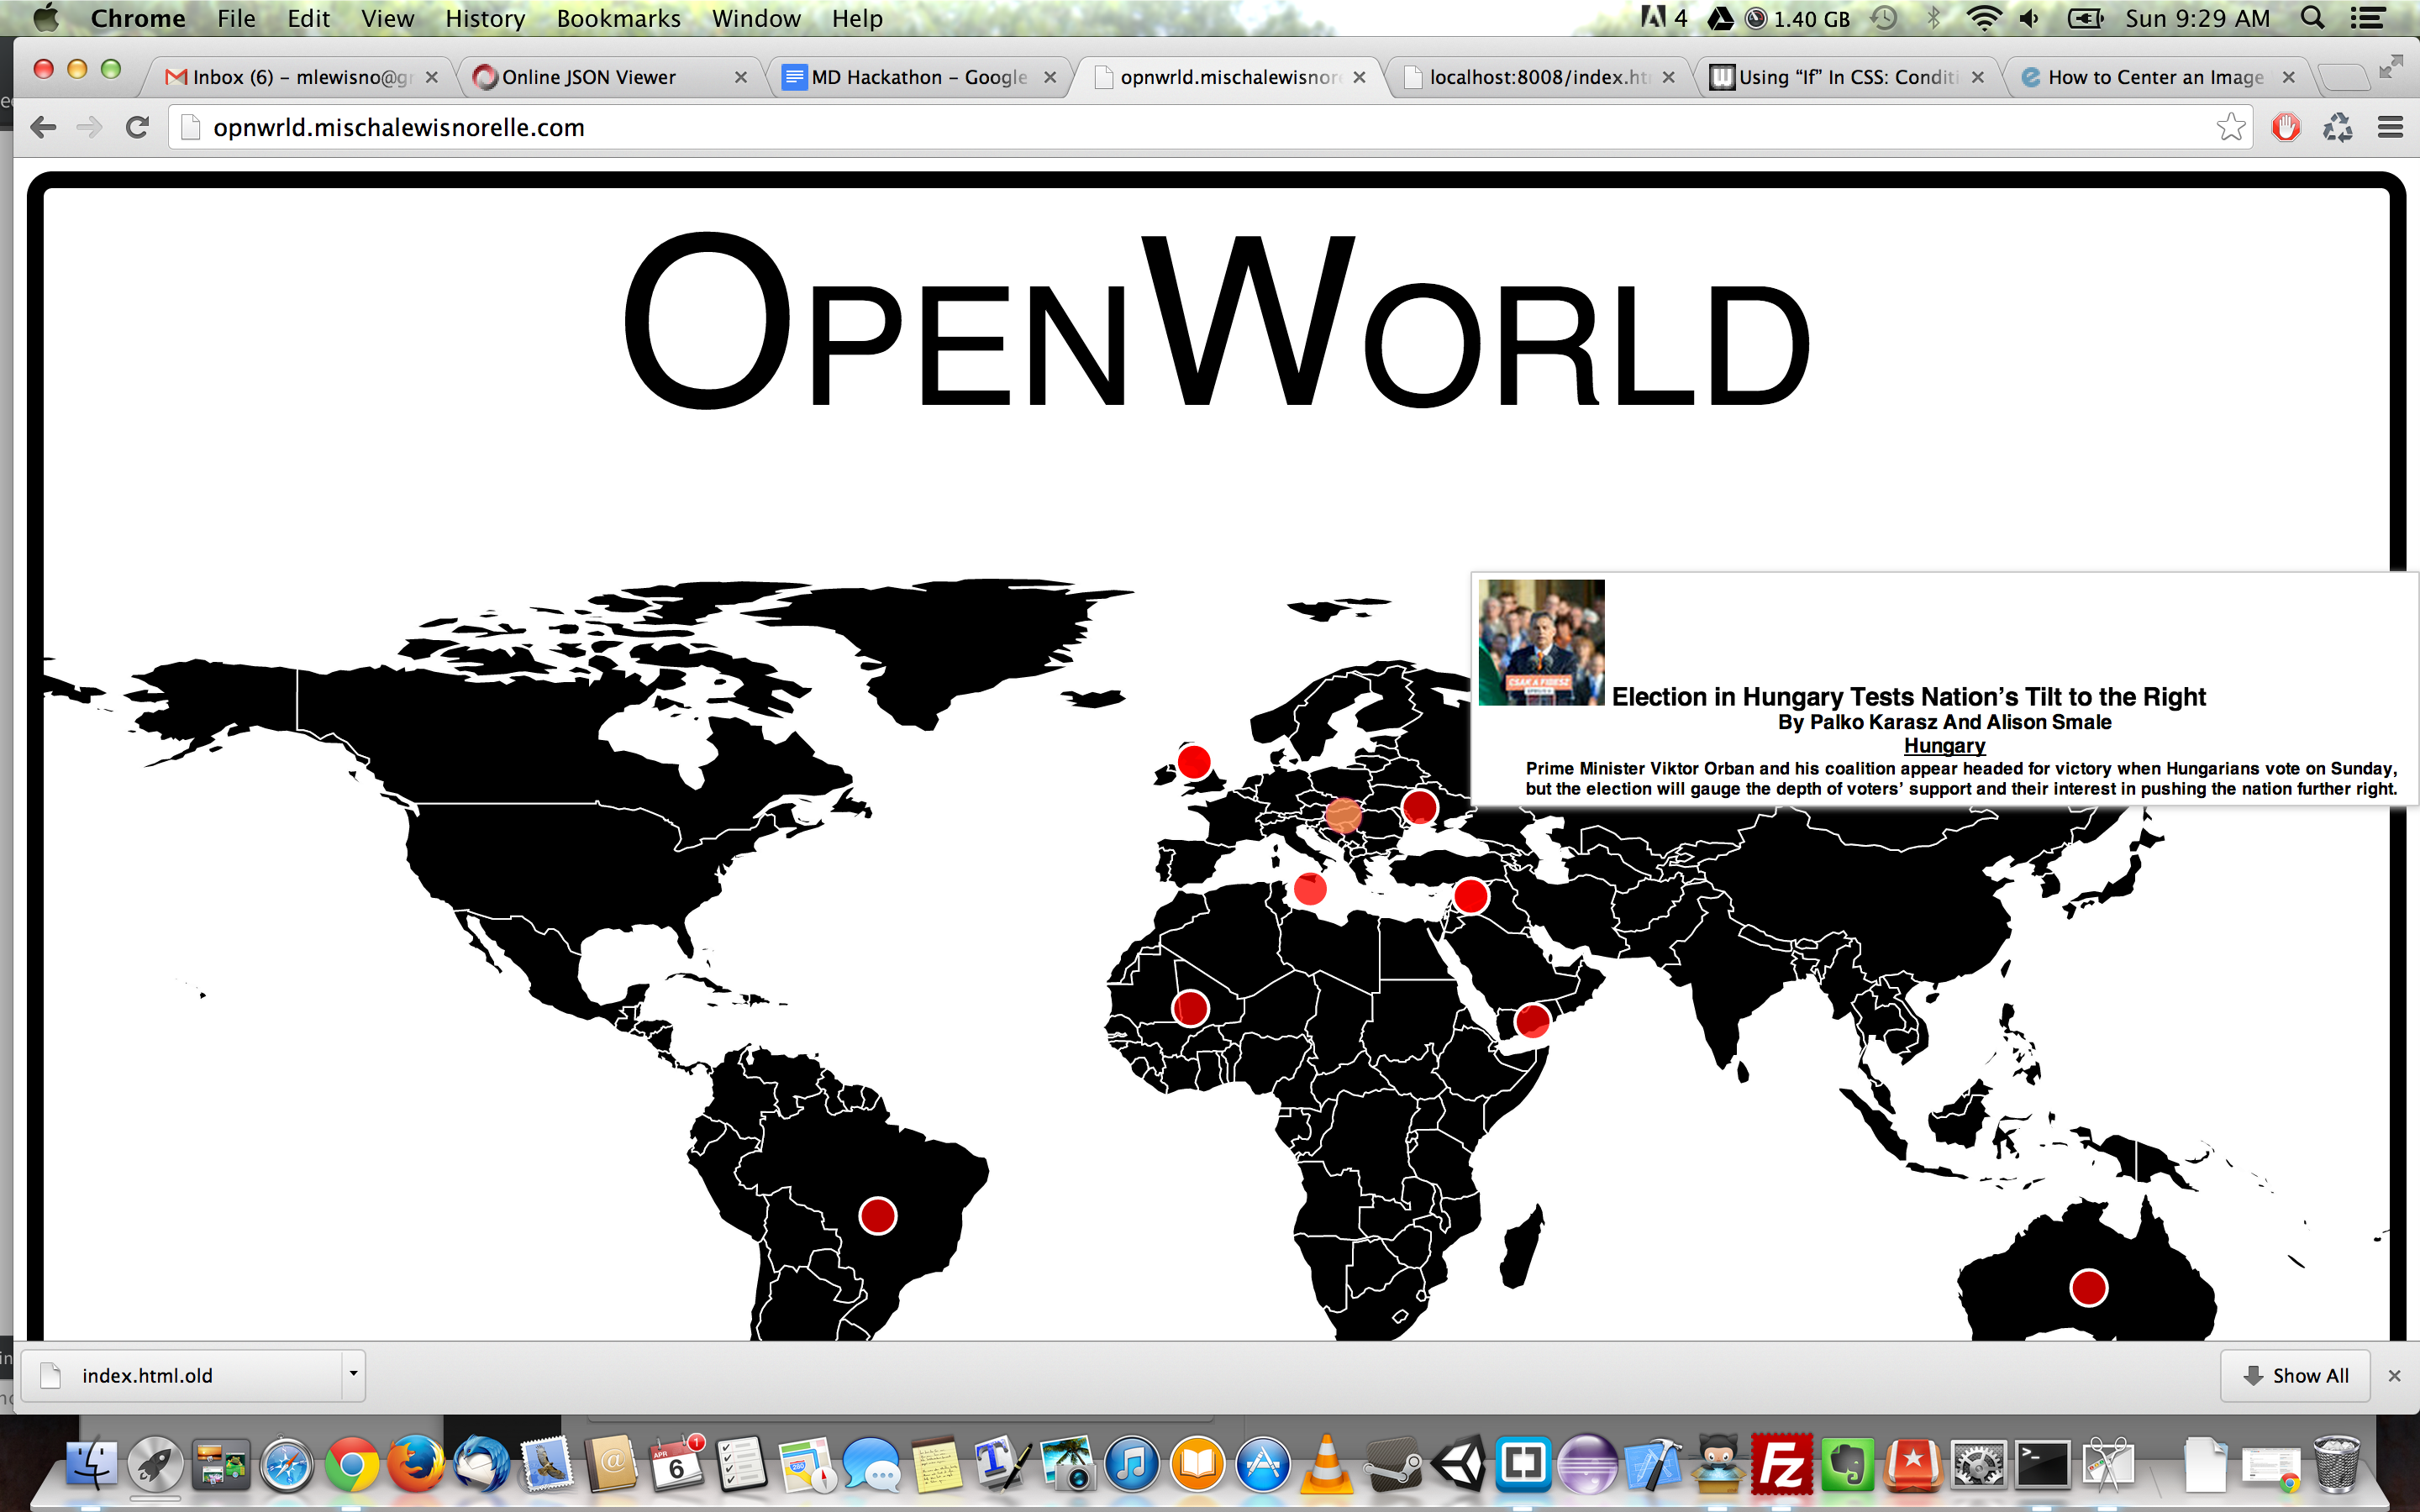 Chrome File Edit View History Bookmarks Window Help 4 1.40 GB Sun 9:29 AM
Inbox (6) – mlewisno@gr Online JSON Viewer MD Hackathon – Google opnwrld.mischalewisnore localhost:8008/index.ht Using “If” In CSS: Conditi How to Center an Image
opnwrld.mischalewisnorelle.com
OPENWORLD
CSAK A FIDESZ
Election in Hungary Tests Nation’s Tilt to the Right
By Palko Karasz And Alison Smale
Hungary
Prime Minister Viktor Orban and his coalition appear headed for victory when Hungarians vote on Sunday,
but the election will gauge the depth of voters’ support and their interest in pushing the nation further right.
index.html.old Show All
APR 1
6
Fz